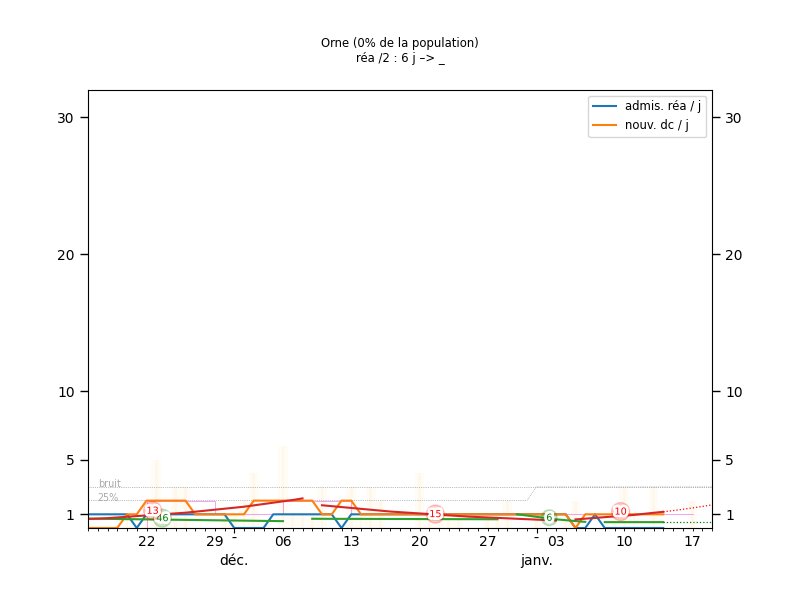 Orne (0% de la population)
réa /2 : 6 j –> _
admis. réa / j
nouv. dc / j
30 30
20 20
10 10
5 5
bruit
25%
1 1
13 46 15 6 10
22 29 - 06 13 20 27 - 03 10 17
déc. janv.